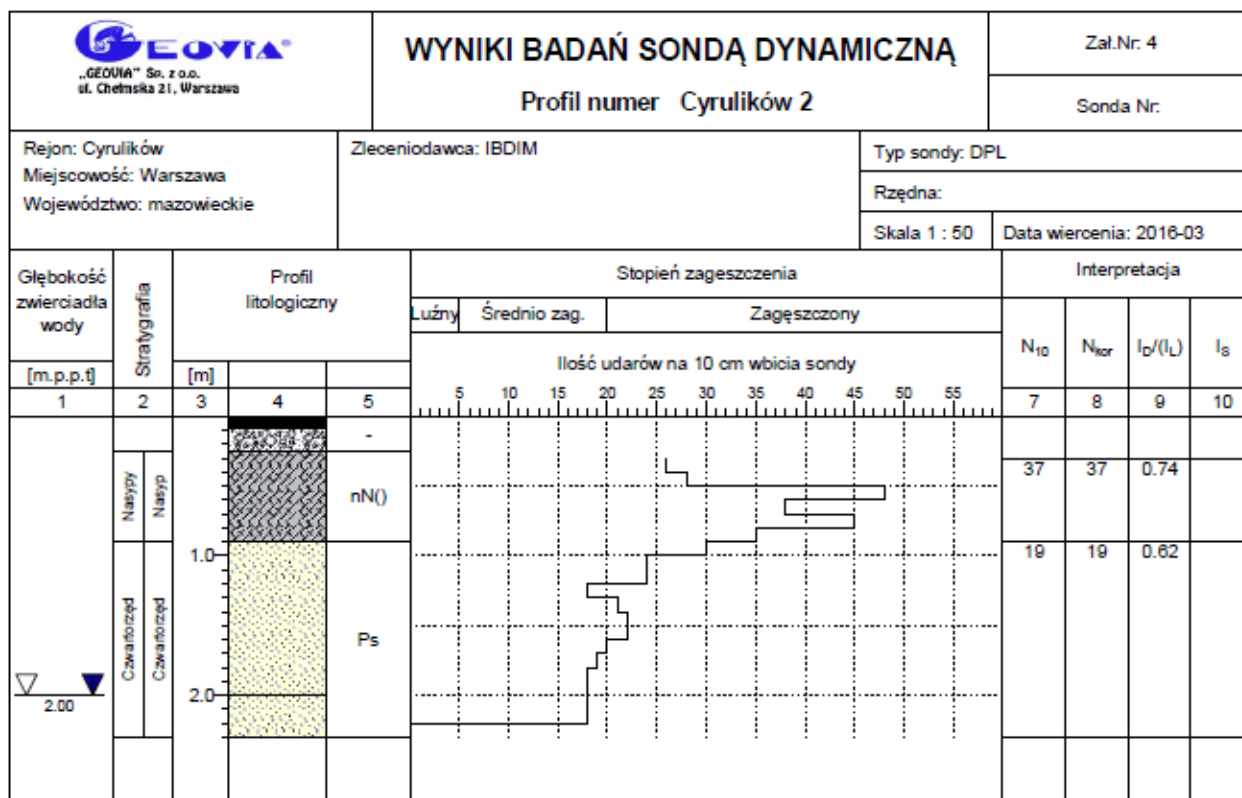 GEOVIA®
„GEOVIA" Sp. z o.o.
ul. Chełmska 21, Warszawa
WYNIKI BADAŃ SONDĄ DYNAMICZNĄ
Profil numer Cyrulików 2
Zał.Nr: 4
Sonda Nr:
Rejon: Cyrulików
Miejscowość: Warszawa
Województwo: mazowieckie
Zleceniodawca: IBDIM
Typ sondy: DPL
Rzędna:
Skala 1 : 50
Data wiercenia: 2016-03
Głębokość
zwierciadła
wody
[m.p.p.t]
Stratygrafia
Profil
litologiczny
[m]
Stopień zageszczenia
Luźny
Średnio zag.
Zagęszczony
Ilość udarów na 10 cm wbicia sondy
5 10 15 20 25 30 35 40 45 50 55
Interpretacja
N10
Nkor
ID/(IL)
IS
1 2 3 4 5 7 8 9 10
-
Nasypy
Nasyp
nN()
37 37 0.74
1.0
19 19 0.62
Czwartorzęd
Czwartorzęd
Ps
2.00
2.0